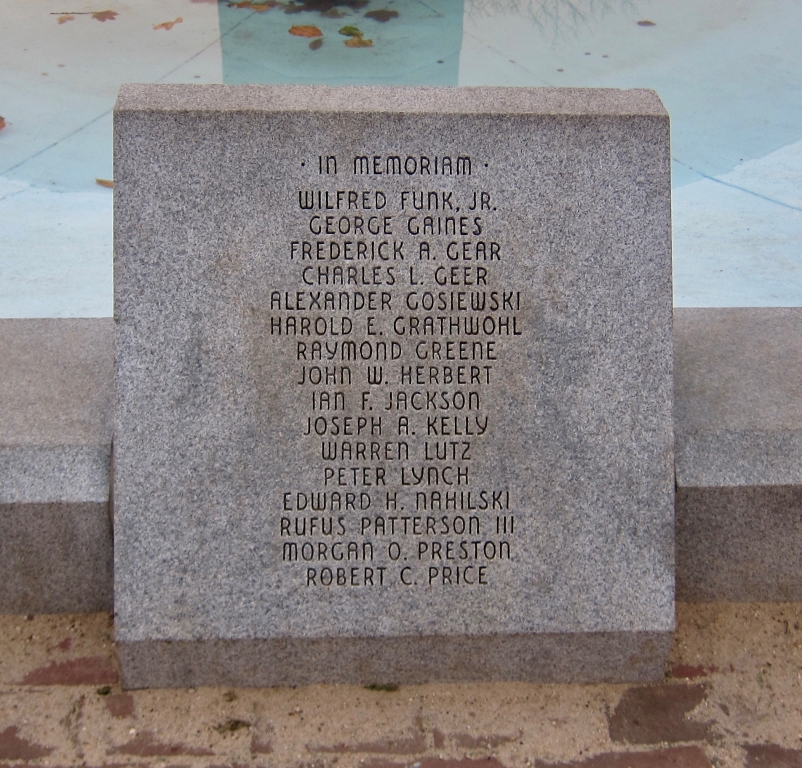 · IN MEMORIAM ·
WILFRED FUNK, JR.
GEORGE GAINES
FREDERICK A. GEAR
CHARLES L. GEER
ALEXANDER GOSIEWSKI
HAROLD E. GRATHWOHL
RAYMOND GREENE
JOHN W. HERBERT
IAN F. JACKSON
JOSEPH A. KELLY
WARREN LUTZ
PETER LYNCH
EDWARD H. NAHILSKI
RUFUS PATTERSON III
MORGAN O. PRESTON
ROBERT C. PRICE